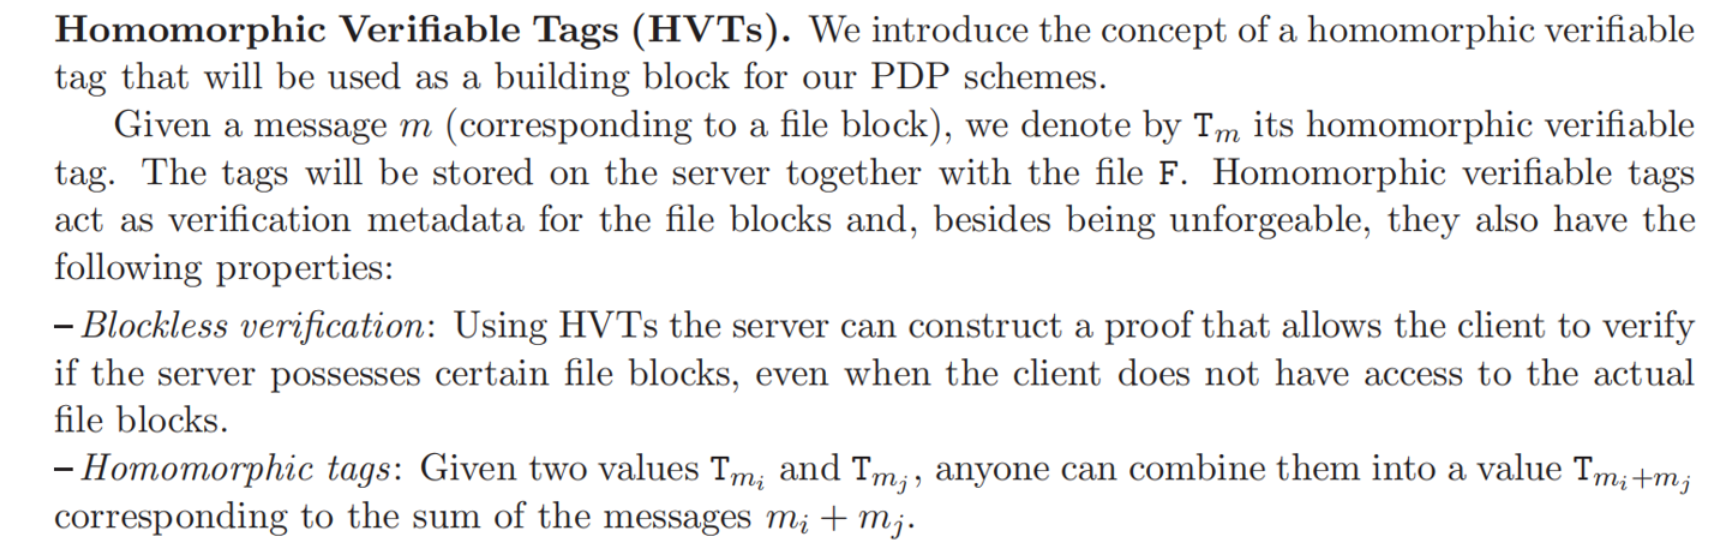 Homomorphic Verifiable Tags (HVTs). We introduce the concept of a homomorphic verifiable
tag that will be used as a building block for our PDP schemes.
Given a message m (corresponding to a file block), we denote by T_m its homomorphic verifiable
tag. The tags will be stored on the server together with the file F. Homomorphic verifiable tags
act as verification metadata for the file blocks and, besides being unforgeable, they also have the
following properties:
– Blockless verification: Using HVTs the server can construct a proof that allows the client to verify
if the server possesses certain file blocks, even when the client does not have access to the actual
file blocks.
– Homomorphic tags: Given two values T_{m_i} and T_{m_j}, anyone can combine them into a value T_{m_i+m_j}
corresponding to the sum of the messages m_i + m_j.